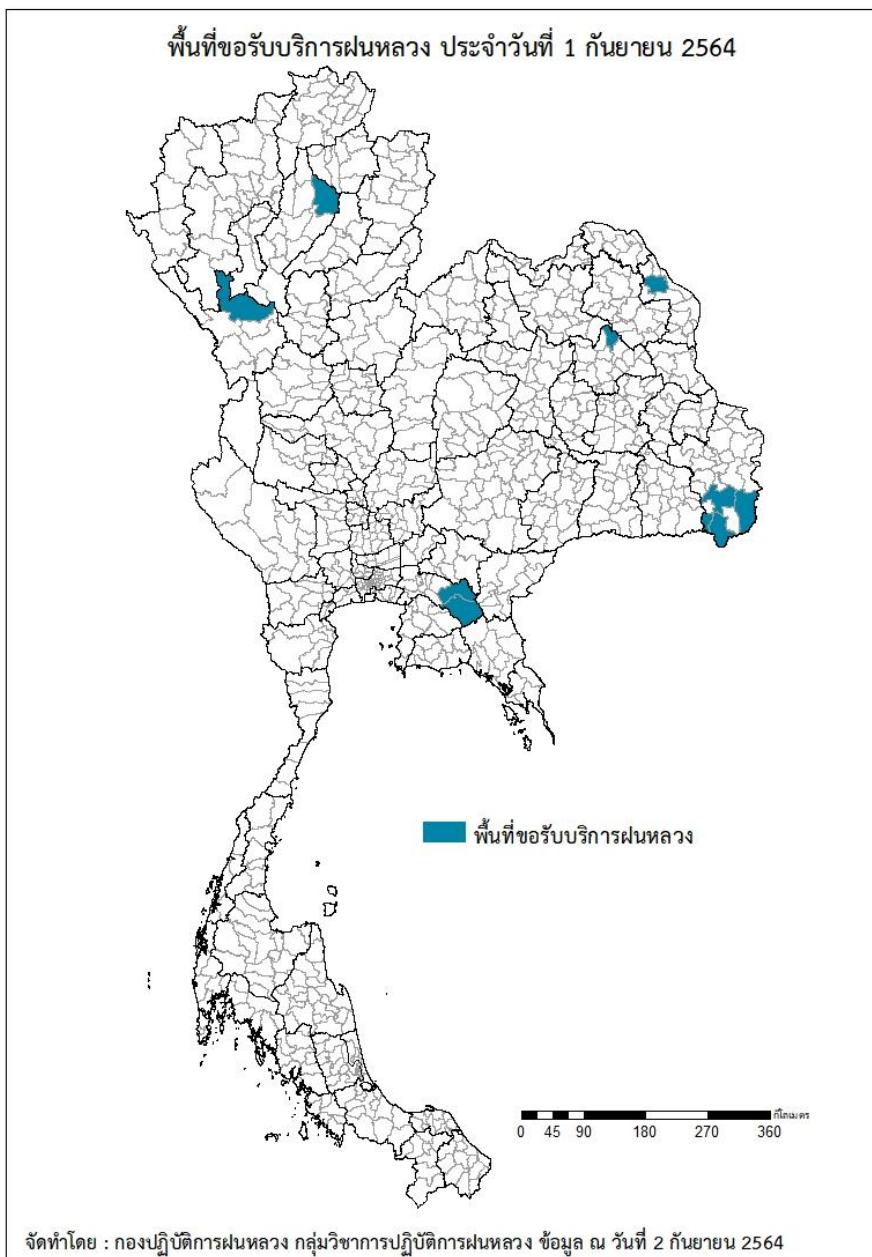 พื้นที่ขอรับบริการฝนหลวง ประจำวันที่ 1 กันยายน 2564
พื้นที่ขอรับบริการฝนหลวง
กิโลเมตร
0 45 90 180 270 360
จัดทำโดย : กองปฏิบัติการฝนหลวง กลุ่มวิชาการปฏิบัติการฝนหลวง ข้อมูล ณ วันที่ 2 กันยายน 2564